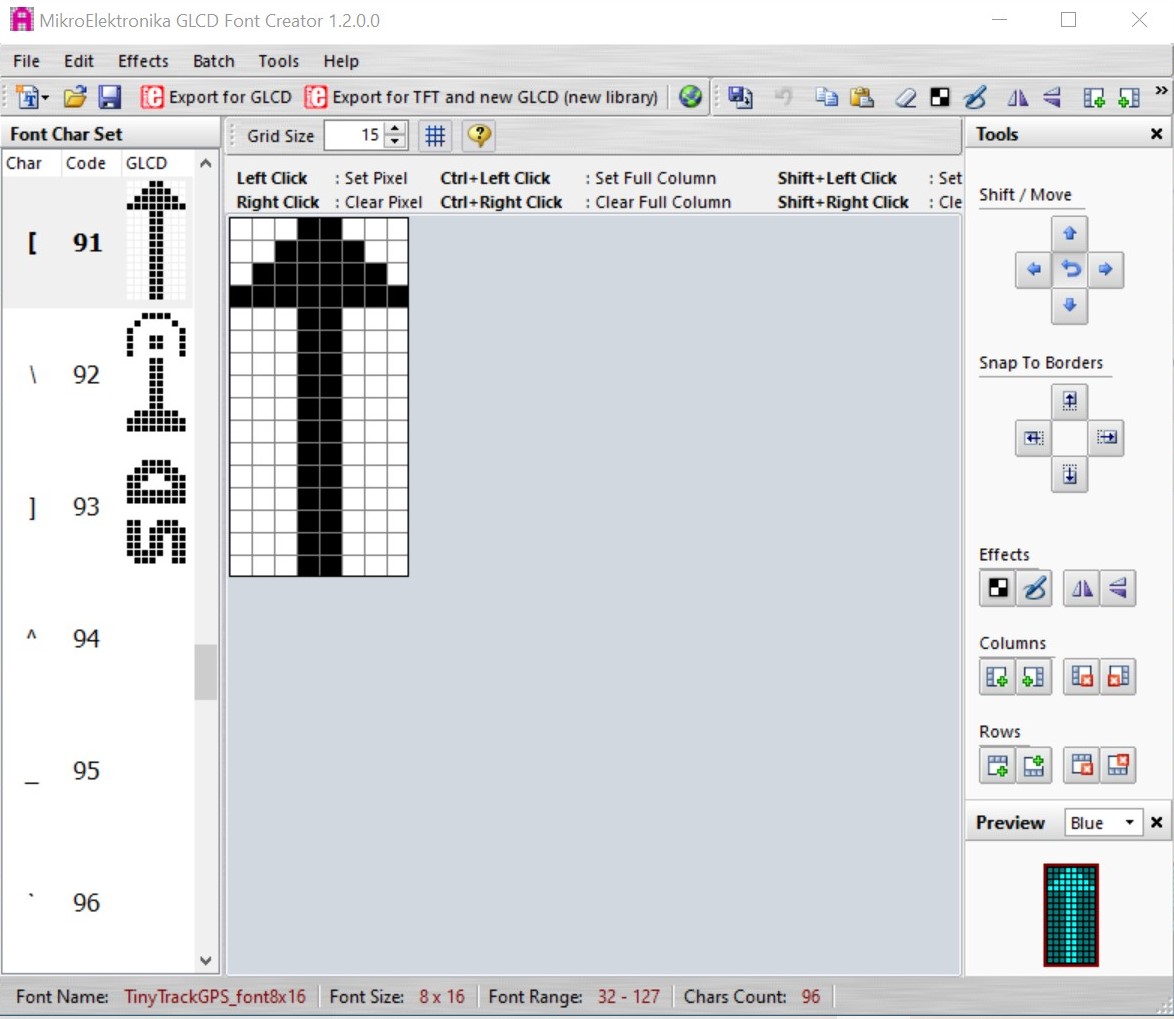 MikroElektronika GLCD Font Creator 1.2.0.0
File Edit Effects Batch Tools Help
Export for GLCD Export for TFT and new GLCD (new library) »
Font Char Set Grid Size 15 Tools
Char Code GLCD
Left Click : Set Pixel Ctrl+Left Click : Set Full Column Shift+Left Click : Set
Right Click : Clear Pixel Ctrl+Right Click : Clear Full Column Shift+Right Click : Cle
Shift / Move
[ 91
Snap To Borders
\ 92
] 93
Effects
^ 94
Columns
Rows
_ 95
Preview Blue
` 96
Font Name: TinyTrackGPS_font8x16 Font Size: 8 x 16 Font Range: 32 - 127 Chars Count: 96